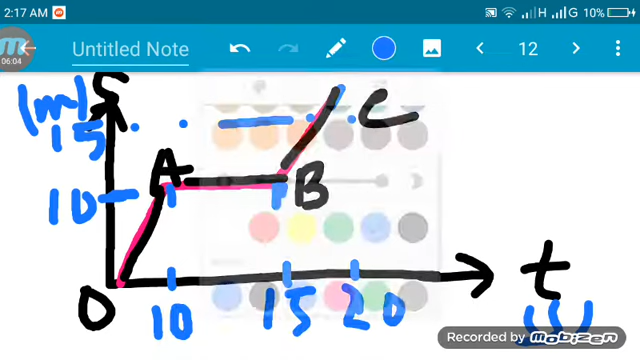 2:17 AM
H
G
10%
06:04
Untitled Note
12
S
(m)
15
C
A
10
B
O
10
15
20
t
(s)
Recorded by
mobizen